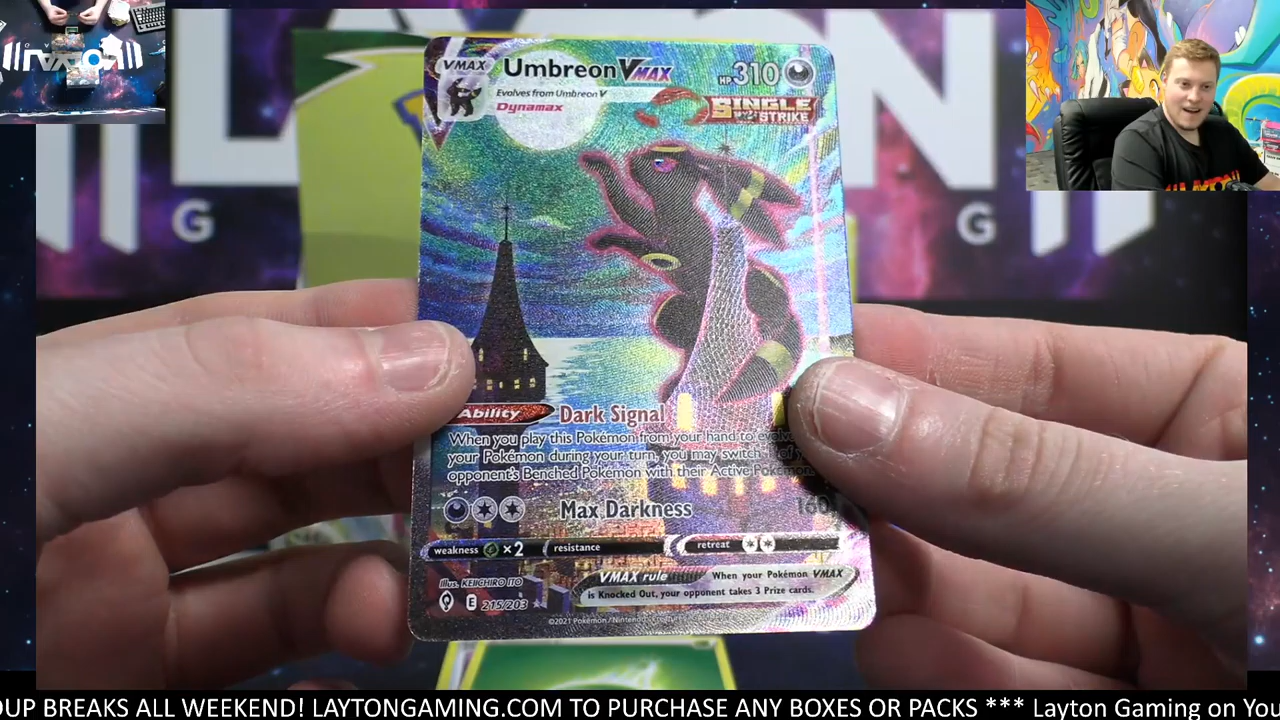 VMAX
Umbreon VMAX
HP 310
Evolves from Umbreon V
Dynamax
SINGLE
STRIKE
G
G
Ability Dark Signal
When you play this Pokémon from your hand to evolve
your Pokémon during your turn, you may switch 1 of
opponent's Benched Pokémon with their Active Pokémon.
Max Darkness 160
weakness ×2 resistance retreat
Illus. KEIICHIRO ITO
VMAX rule When your Pokémon VMAX
is Knocked Out, your opponent takes 3 Prize cards.
E 215/203
©2021 Pokémon / Nintendo
OUP BREAKS ALL WEEKEND! LAYTONGAMING.COM TO PURCHASE ANY BOXES OR PACKS *** Layton Gaming on You